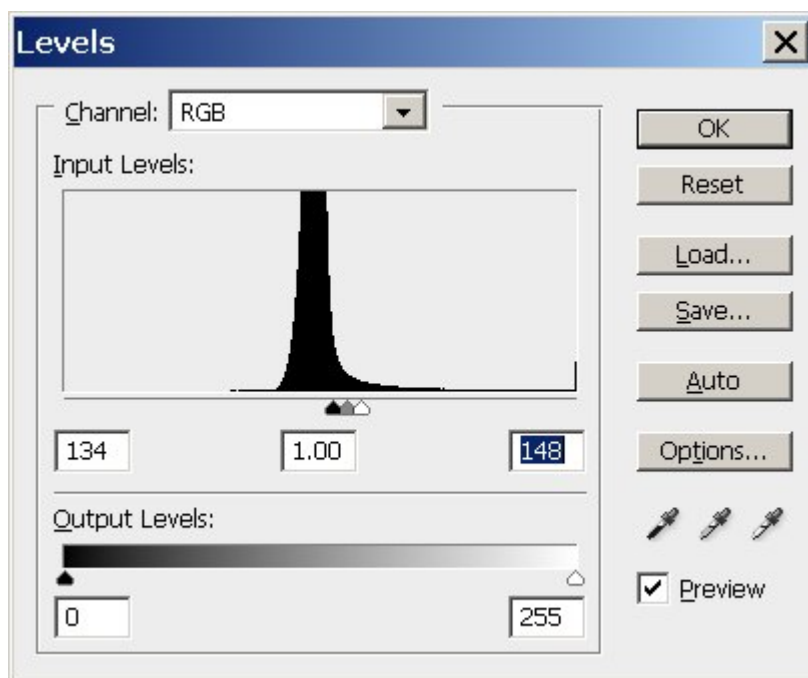 Levels
Channel: RGB
Input Levels:
134 1.00 148
Output Levels:
0 255
OK
Reset
Load...
Save...
Auto
Options...
Preview